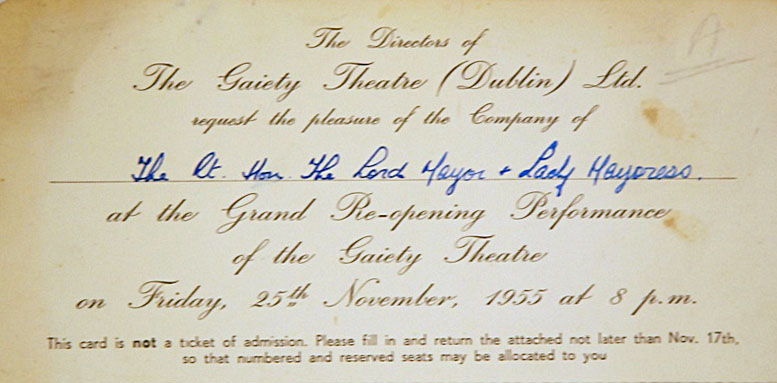 The Directors of
The Gaiety Theatre (Dublin) Ltd.
request the pleasure of the Company of
The Rt. Hon. The Lord Mayor + Lady Mayoress.
at the Grand Re-opening Performance
of the Gaiety Theatre
on Friday, 25th November, 1955 at 8 p.m.
This card is not a ticket of admission. Please fill in and return the attached not later than Nov. 17th,
so that numbered and reserved seats may be allocated to you
A